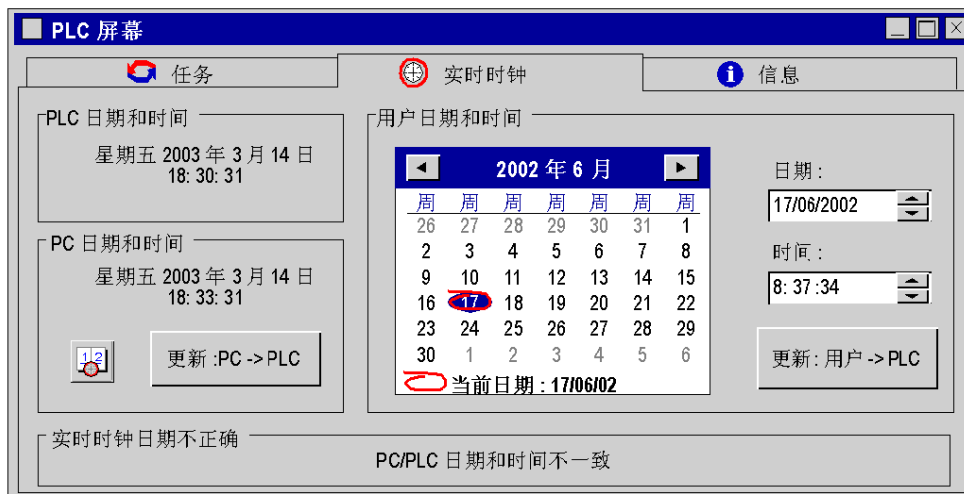 PLC 屏幕
任务
实时时钟
信息
PLC 日期和时间
星期五 2003 年 3 月 14 日
18: 30: 31
PC 日期和时间
星期五 2003 年 3 月 14 日
18: 33: 31
1 2
更新 :PC -> PLC
用户日期和时间
2002 年 6 月
周 周 周 周 周 周 周
26 27 28 29 30 31 1
2 3 4 5 6 7 8
9 10 11 12 13 14 15
16 17 18 19 20 21 22
23 24 25 26 27 28 29
30 1 2 3 4 5 6
当前日期 : 17/06/02
日期 :
17/06/2002
时间 :
8: 37 :34
更新 : 用户 -> PLC
实时时钟日期不正确
PC/PLC 日期和时间不一致